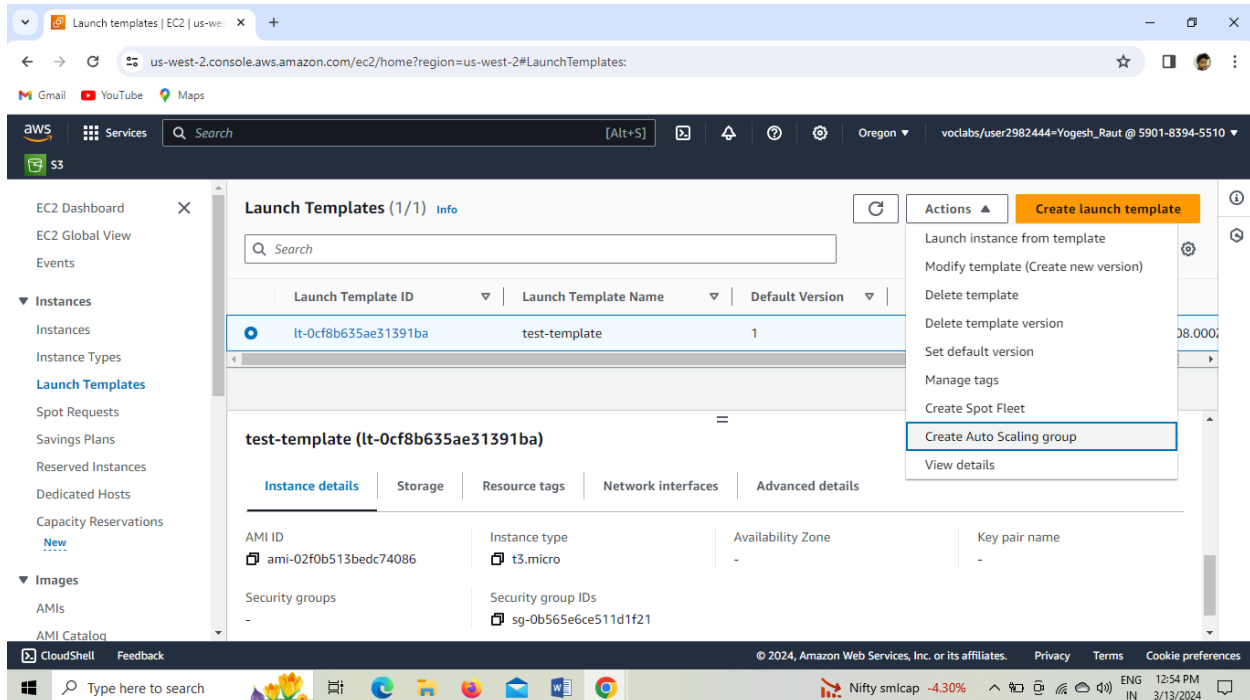 Launch templates | EC2 | us-wes
us-west-2.console.aws.amazon.com/ec2/home?region=us-west-2#LaunchTemplates:
Gmail YouTube Maps
aws Services Search [Alt+S] Oregon voclabs/user2982444=Yogesh_Raut @ 5901-8394-5510
S3
EC2 Dashboard
EC2 Global View
Events
Instances
Instances
Instance Types
Launch Templates
Spot Requests
Savings Plans
Reserved Instances
Dedicated Hosts
Capacity Reservations
New
Images
AMIs
AMI Catalog
Launch Templates (1/1) Info
Actions
Create launch template
Search
Launch Template ID Launch Template Name Default Version
lt-0cf8b635ae31391ba test-template 1 08.000Z
Launch instance from template
Modify template (Create new version)
Delete template
Delete template version
Set default version
Manage tags
Create Spot Fleet
Create Auto Scaling group
View details
test-template (lt-0cf8b635ae31391ba)
Instance details Storage Resource tags Network interfaces Advanced details
AMI ID Instance type Availability Zone Key pair name
ami-02f0b513bedc74086 t3.micro - -
Security groups Security group IDs
- sg-0b565e6ce511d1f21
CloudShell Feedback © 2024, Amazon Web Services, Inc. or its affiliates. Privacy Terms Cookie preferences
Type here to search Nifty smlcap -4.30% ENG IN 12:54 PM 3/13/2024